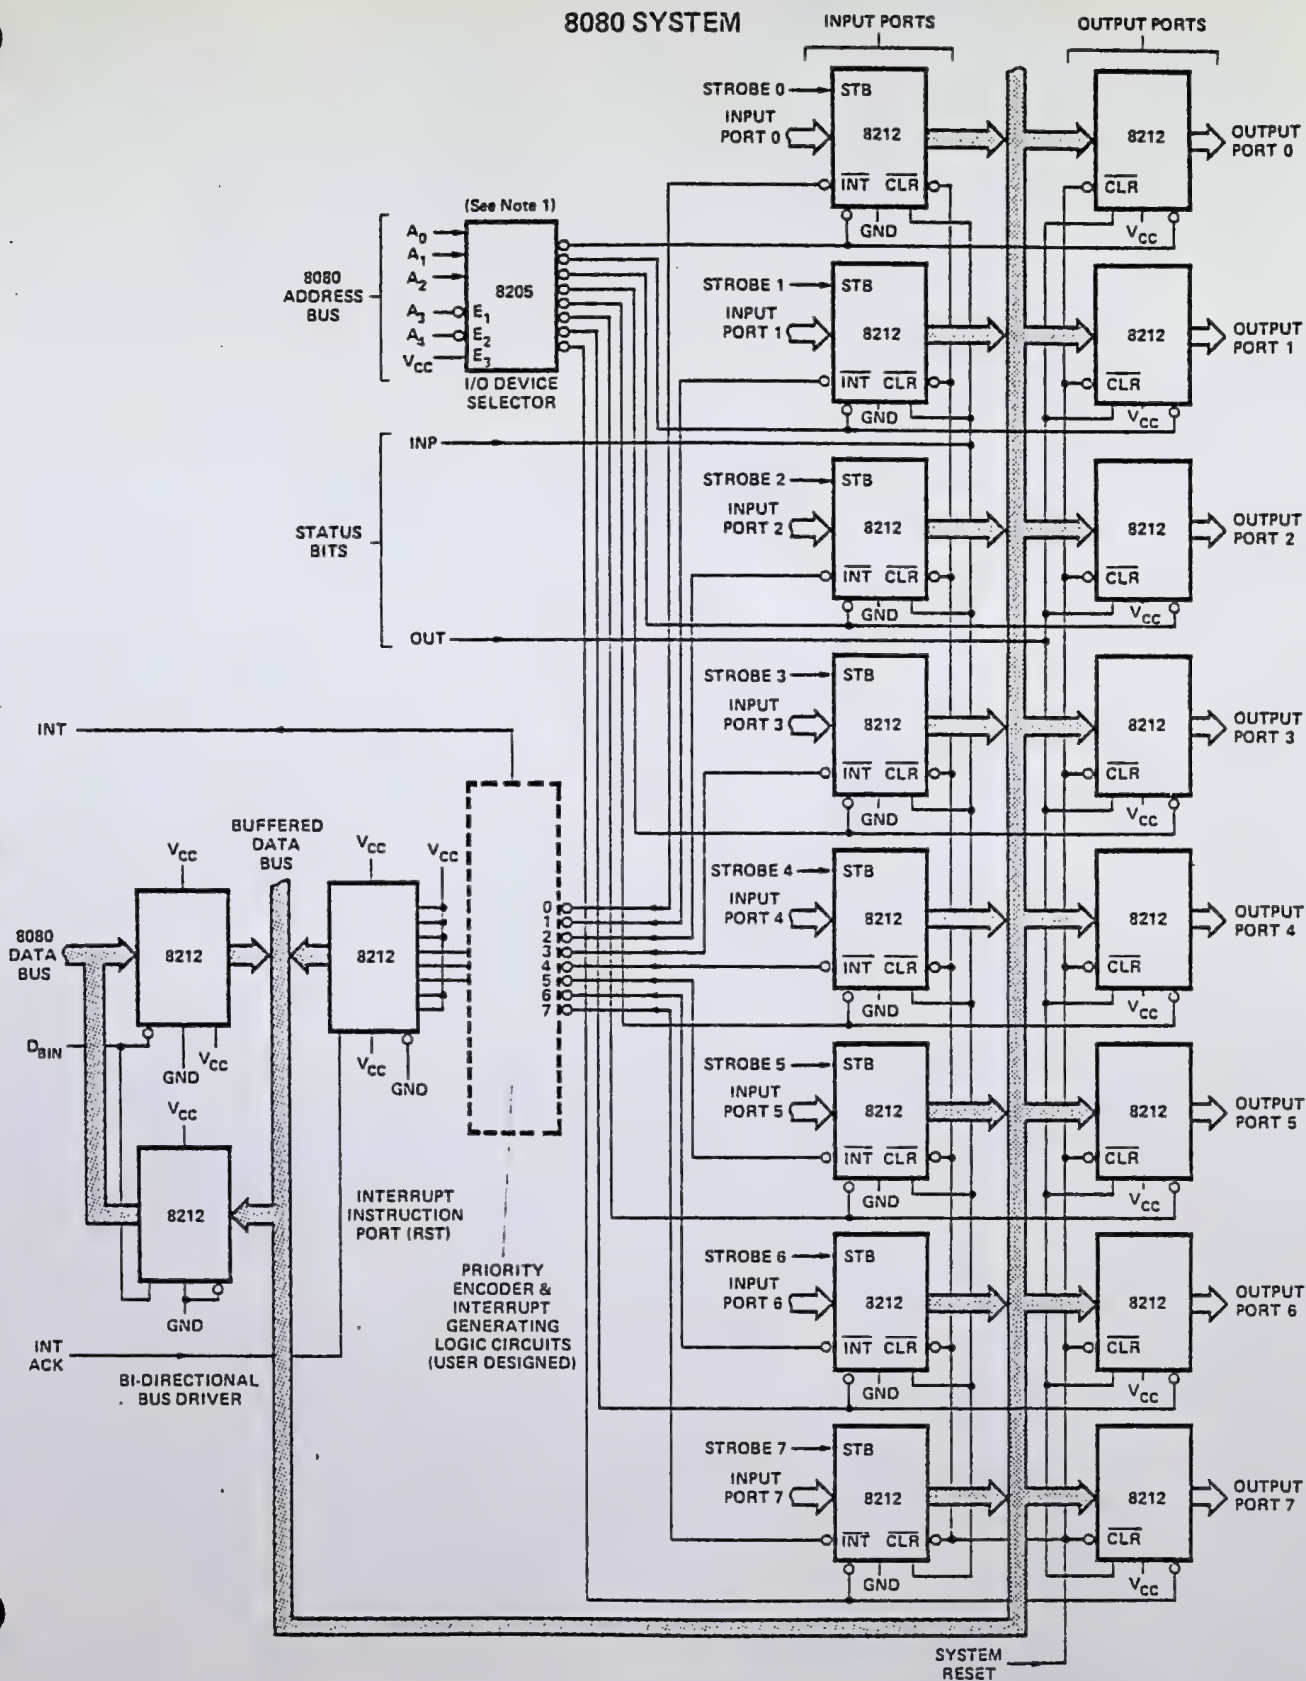 8080 SYSTEM
INPUT PORTS
OUTPUT PORTS
STROBE 0
STB
INPUT
PORT 0
8212
INT CLR
GND
8212
CLR
VCC
OUTPUT
PORT 0
(See Note 1)
8080
ADDRESS
BUS
A0
A1
A2
A3
A4
VCC
8205
E1
E2
E3
I/O DEVICE
SELECTOR
STROBE 1
STB
INPUT
PORT 1
8212
INT CLR
GND
8212
CLR
VCC
OUTPUT
PORT 1
STATUS
BITS
INP
OUT
STROBE 2
STB
INPUT
PORT 2
8212
INT CLR
GND
8212
CLR
VCC
OUTPUT
PORT 2
STROBE 3
STB
INPUT
PORT 3
8212
INT CLR
GND
8212
CLR
VCC
OUTPUT
PORT 3
INT
BUFFERED
DATA
BUS
VCC
VCC
VCC
8080
DATA
BUS
8212
8212
0
1
2
3
4
5
6
7
DBIN
GND
VCC
VCC
GND
STROBE 4
STB
INPUT
PORT 4
8212
INT CLR
GND
8212
CLR
VCC
OUTPUT
PORT 4
VCC
8212
GND
INTERRUPT
INSTRUCTION
PORT (RST)
PRIORITY
ENCODER &
INTERRUPT
GENERATING
LOGIC CIRCUITS
(USER DESIGNED)
INT
ACK
BI-DIRECTIONAL
BUS DRIVER
STROBE 5
STB
INPUT
PORT 5
8212
INT CLR
GND
8212
CLR
VCC
OUTPUT
PORT 5
STROBE 6
STB
INPUT
PORT 6
8212
INT CLR
GND
8212
CLR
VCC
OUTPUT
PORT 6
STROBE 7
STB
INPUT
PORT 7
8212
INT CLR
GND
8212
CLR
VCC
OUTPUT
PORT 7
SYSTEM
RESET